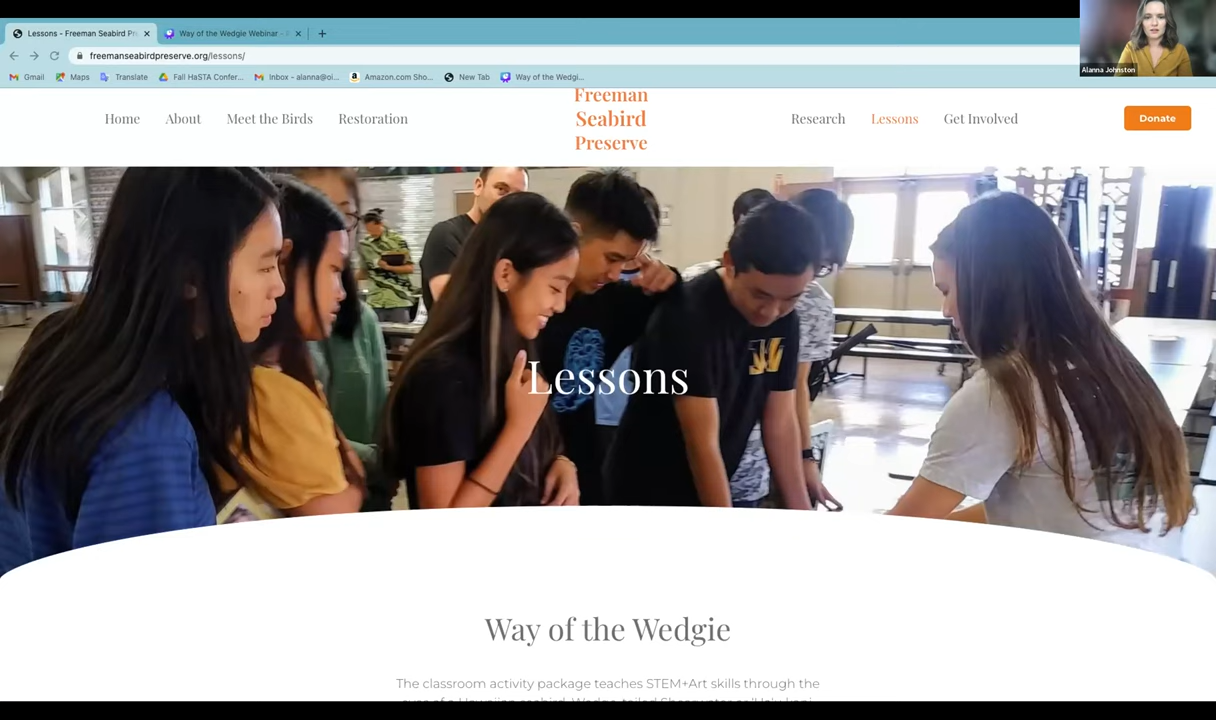 Lessons - Freeman Seabird Pr
Way of the Wedgie Webinar -
freemanseabirdpreserve.org/lessons/
Gmail
Maps
Translate
Fall HaSTA Confer...
Inbox - alanna@oi...
Amazon.com Sho...
New Tab
Way of the Wedgi...
Alanna Johnston
Home
About
Meet the Birds
Restoration
Freeman
Seabird
Preserve
Research
Lessons
Get Involved
Donate
Lessons
Way of the Wedgie
The classroom activity package teaches STEM+Art skills through the